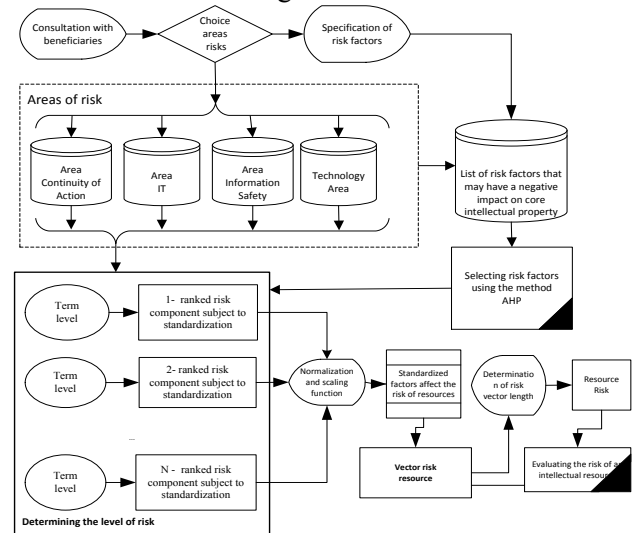 Consultation with
beneficiaries
Choice
areas
risks
Specification of
risk factors
Areas of risk
Area
Continuity of
Action
Area
IT
Area
Information
Safety
Technology
Area
List of risk factors that
may have a negative
impact on core
intellectual property
Selecting risk factors
using the method
AHP
Term
level
1- ranked risk
component subject to
standardization
Term
level
2- ranked risk
component subject to
standardization
...
Term
level
N - ranked risk
component subject to
standardization
Determining the level of risk
Normalization
and scaling
function
Standardized
factors affect the
risk of resources
Determinatio
n of risk
vector length
Resource
Risk
Vector risk
resource
Evaluating the risk of
intellectual